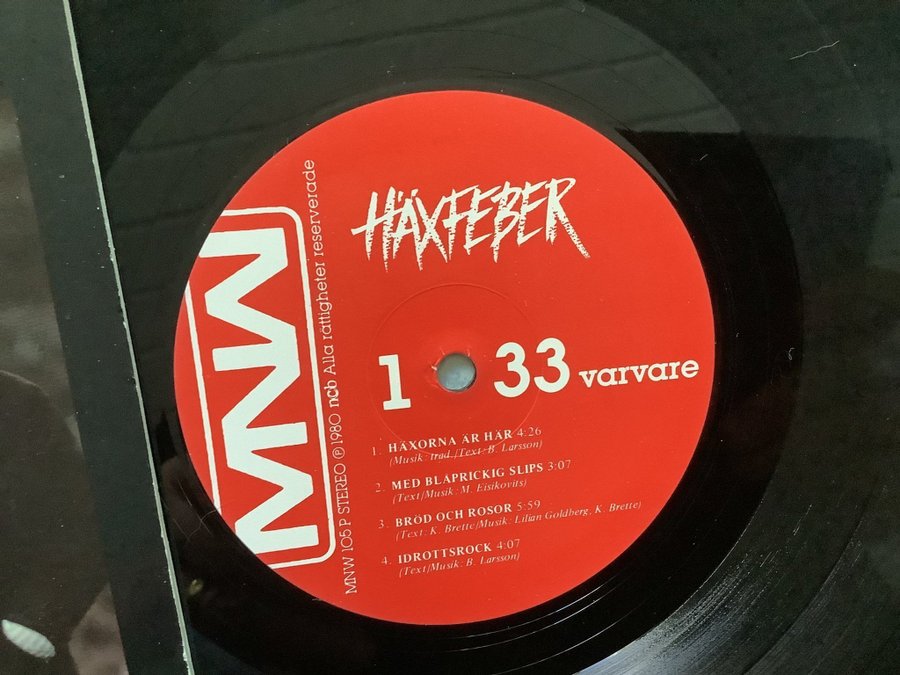 HÄXFEBER
MNW
MNW 105 P STEREO Ⓟ1980 ncb Alla rättigheter reserverade
1 33 varvare
1. HÄXORNA ÄR HÄR 4:26
(Musik: trad./Text: B. Larsson)
2. MED BLÅPRICKIG SLIPS 3:07
(Text/Musik: M. Eisikovits)
3. BRÖD OCH ROSOR 5:59
(Text: K. Brette/Musik: Lilian Goldberg, K. Brette)
4. IDROTTSROCK 4:07
(Text/Musik: B. Larsson)